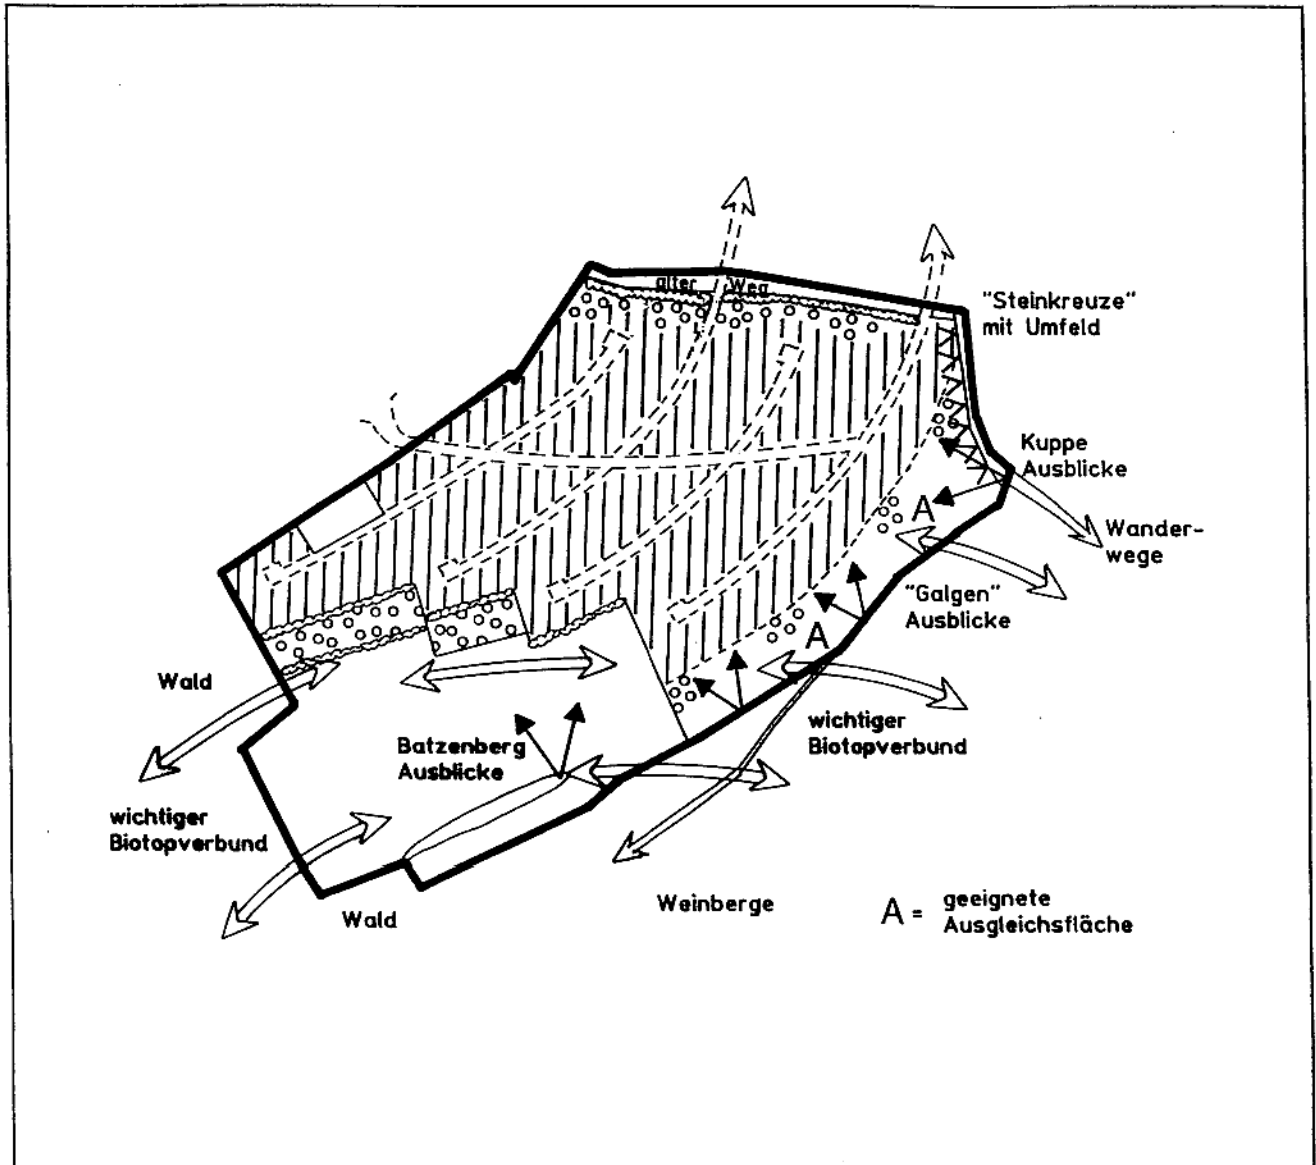 alter Weg
"Steinkreuze"
mit Umfeld
Kuppe
Ausblicke
A
Wander-
wege
"Galgen"
Ausblicke
A
Wald
wichtiger
Biotopverbund
Batzenberg
Ausblicke
wichtiger
Biotopverbund
Wald
Weinberge
A = geeignete
Ausgleichsfläche